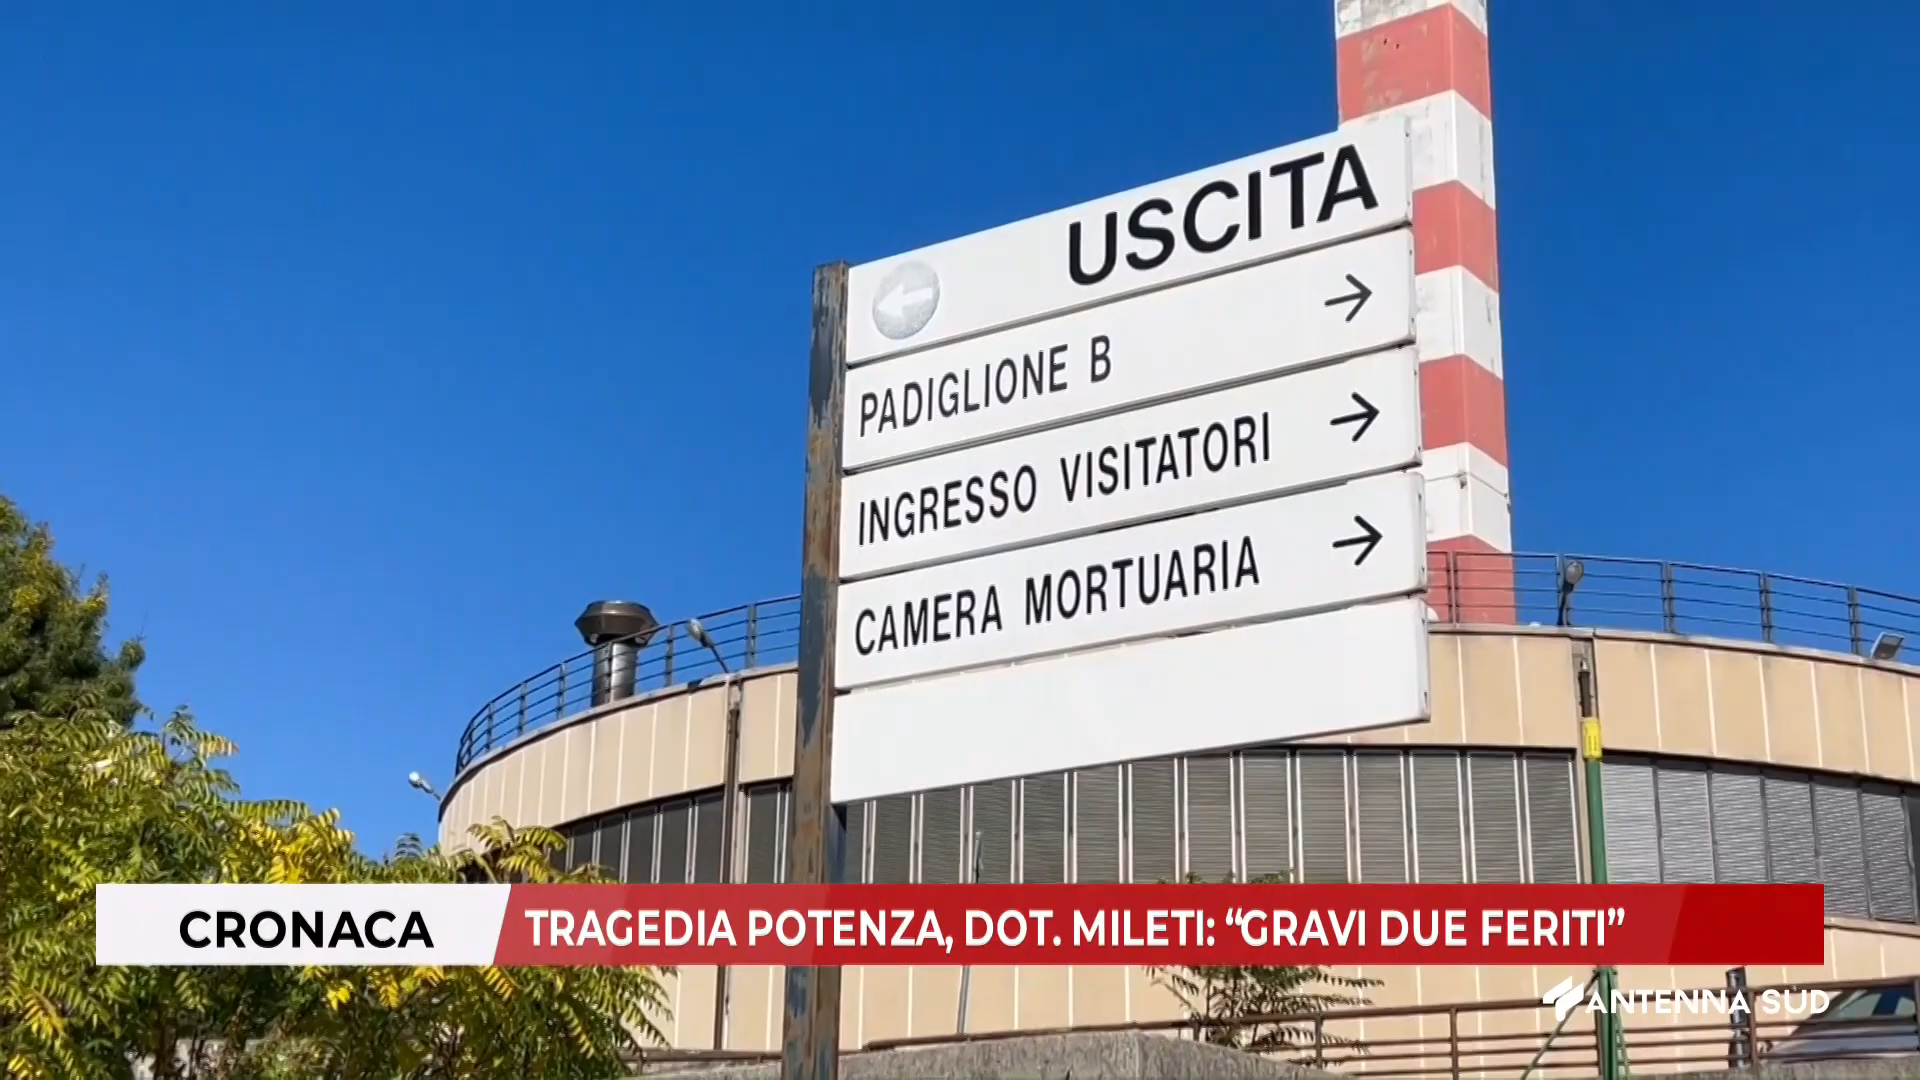 USCITA
PADIGLIONE B
INGRESSO VISITATORI
CAMERA MORTUARIA
CRONACA
TRAGEDIA POTENZA, DOT. MILETI: “GRAVI DUE FERITI”
ANTENNA SUD